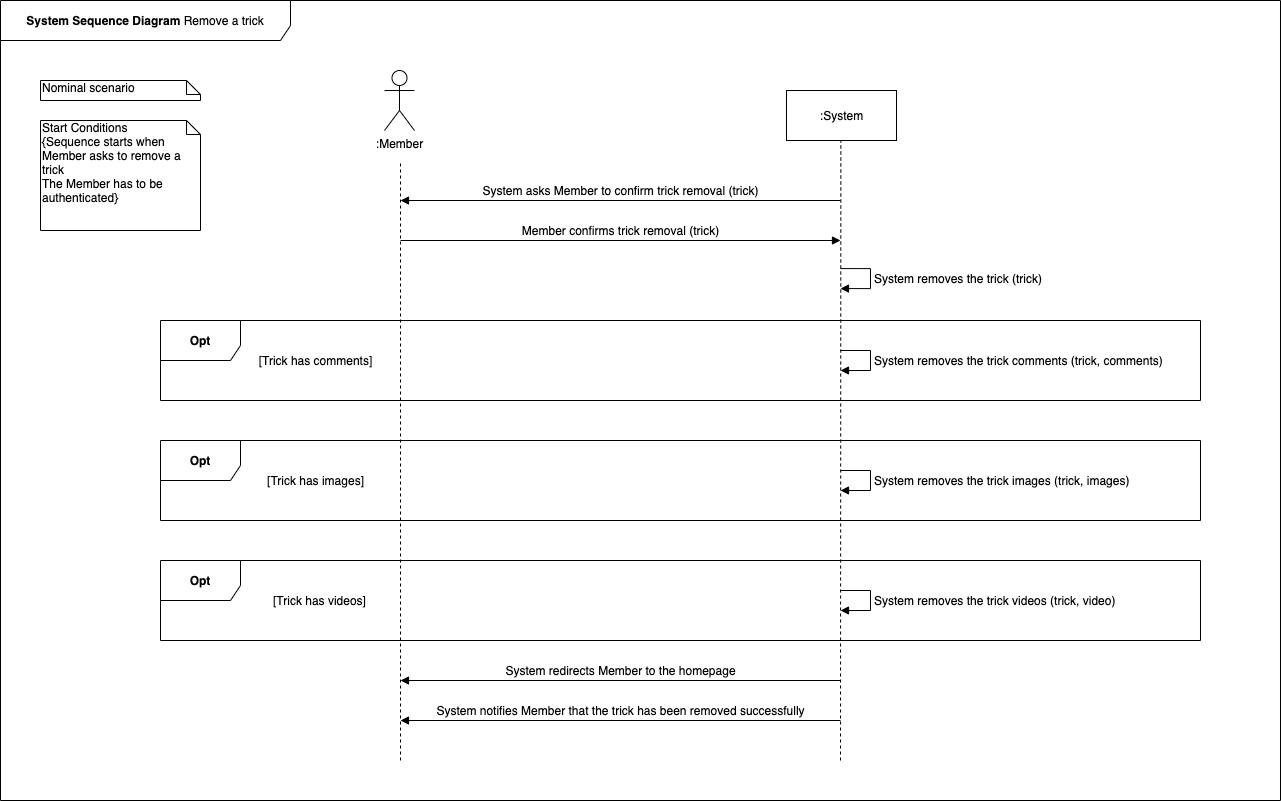 System Sequence Diagram Remove a trick
Nominal scenario
Start Conditions
{Sequence starts when
Member asks to remove a
trick
The Member has to be
authenticated}
:Member
:System
System asks Member to confirm trick removal (trick)
Member confirms trick removal (trick)
System removes the trick (trick)
Opt
[Trick has comments]
System removes the trick comments (trick, comments)
Opt
[Trick has images]
System removes the trick images (trick, images)
Opt
[Trick has videos]
System removes the trick videos (trick, video)
System redirects Member to the homepage
System notifies Member that the trick has been removed successfully